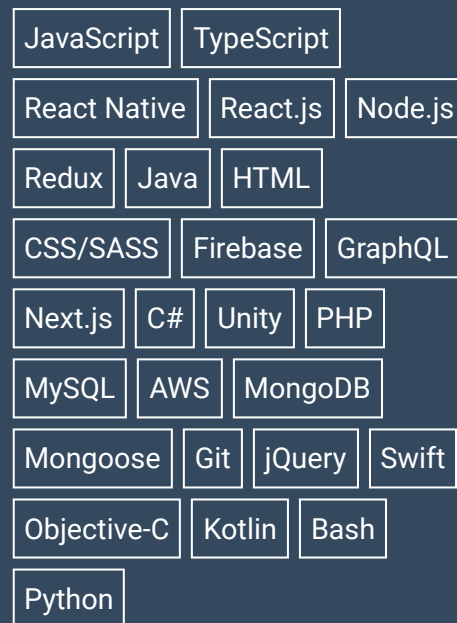 JavaScript TypeScript
React Native React.js Node.js
Redux Java HTML
CSS/SASS Firebase GraphQL
Next.js C# Unity PHP
MySQL AWS MongoDB
Mongoose Git jQuery Swift
Objective-C Kotlin Bash
Python